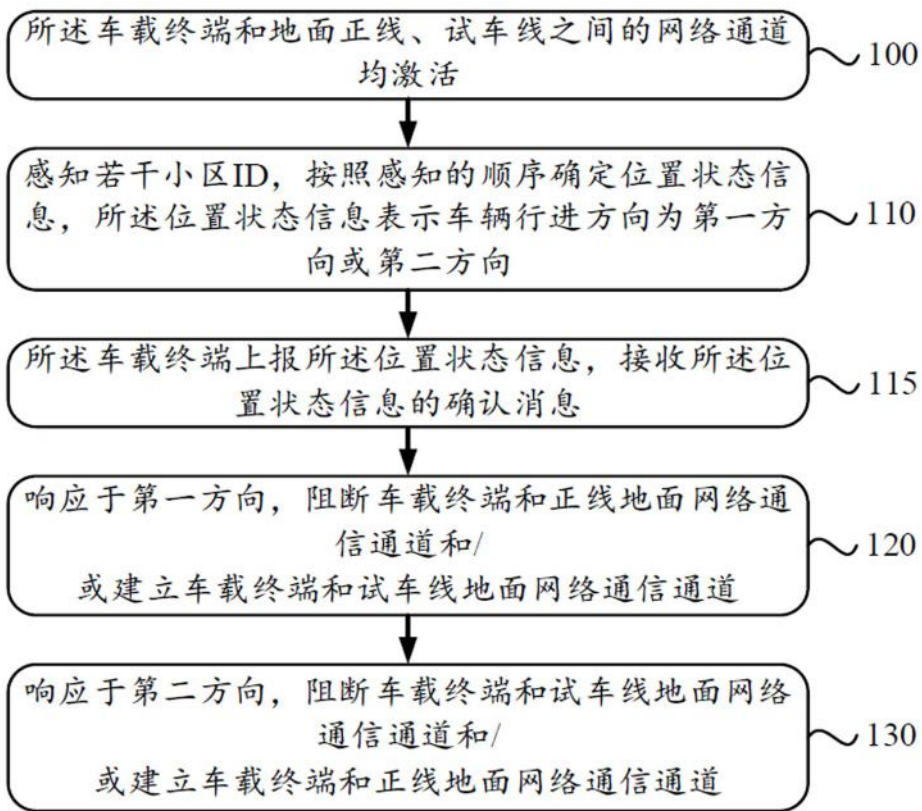 所述车载终端和地面正线、试车线之间的网络通道
均激活
100
感知若干小区ID，按照感知的顺序确定位置状态信
息，所述位置状态信息表示车辆行进方向为第一方
向或第二方向
110
所述车载终端上报所述位置状态信息，接收所述位
置状态信息的确认消息
115
响应于第一方向，阻断车载终端和正线地面网络通
信通道和/
或建立车载终端和试车线地面网络通信通道
120
响应于第二方向，阻断车载终端和试车线地面网络
通信通道和/
或建立车载终端和正线地面网络通信通道
130